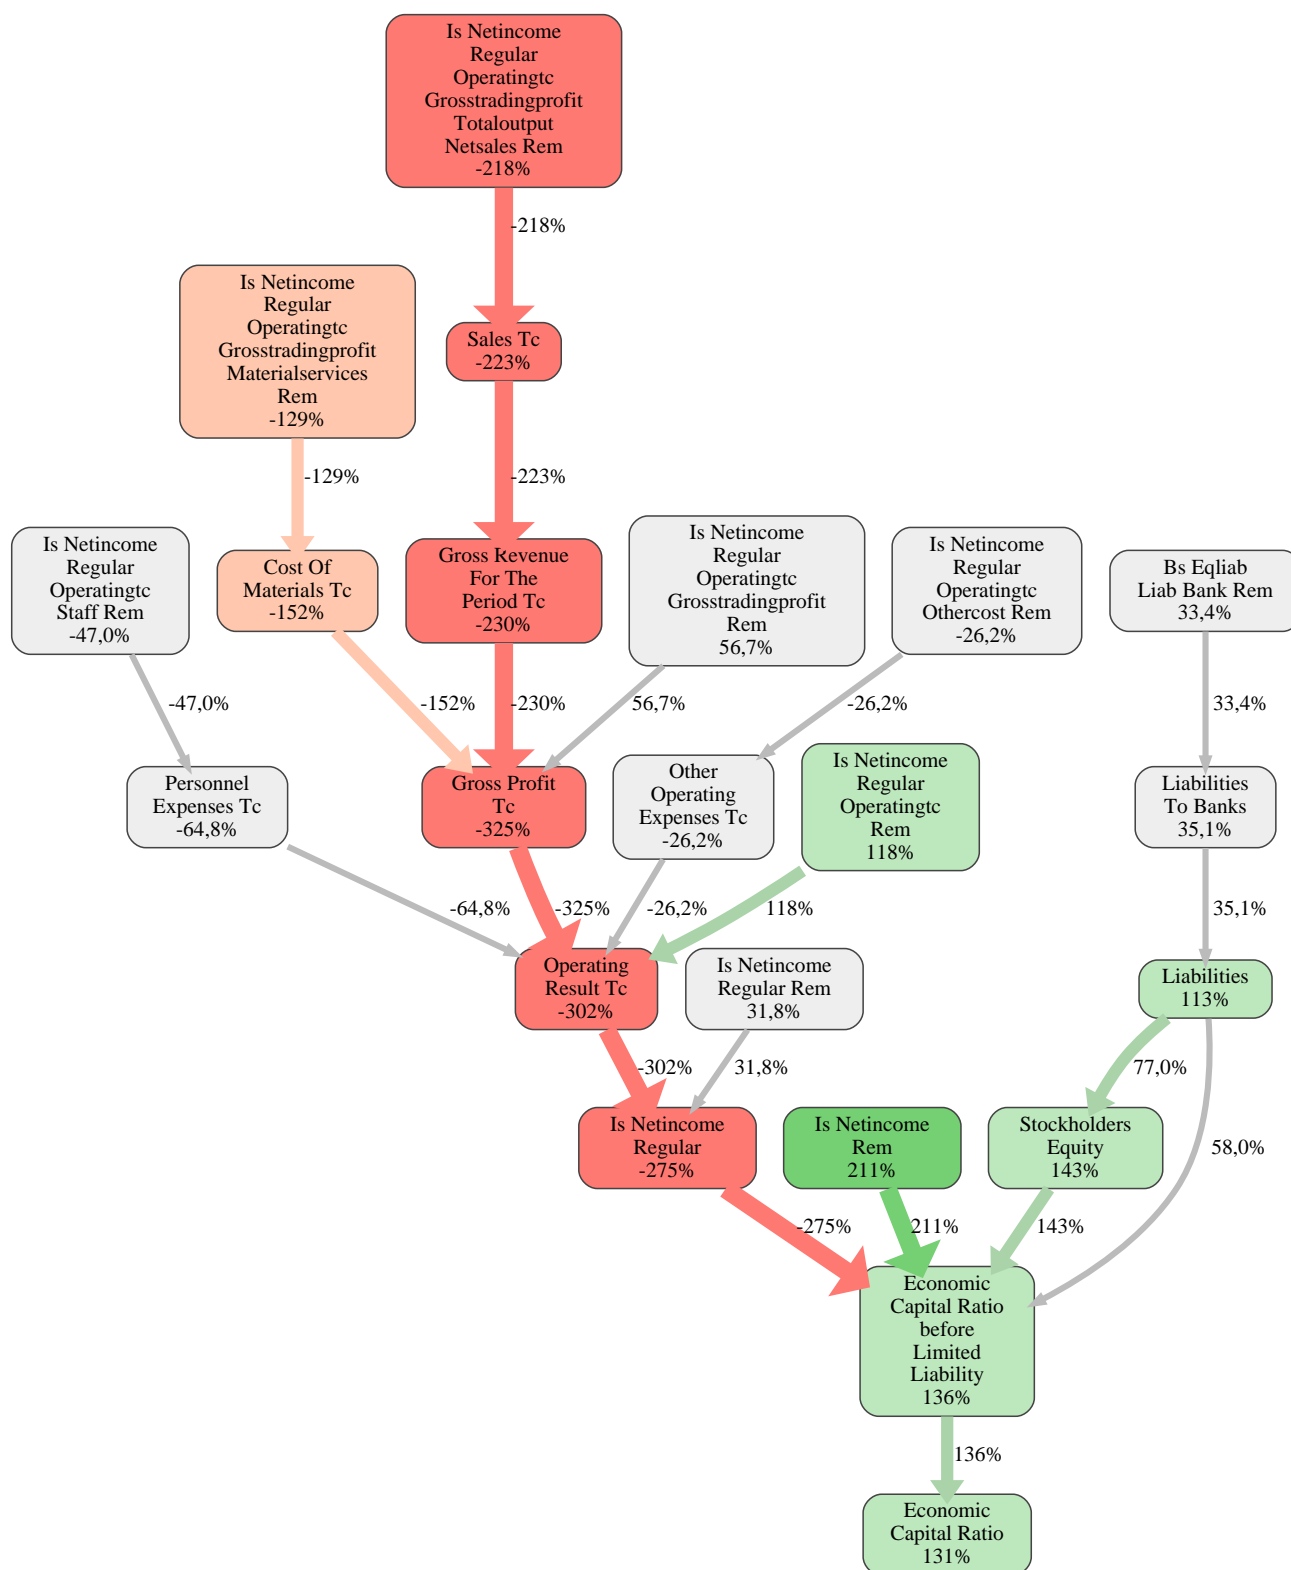 Is Netincome
Regular
Operatingtc
Grosstradingprofit
Totaloutput
Netsales Rem
-218%
-218%
Is Netincome
Regular
Operatingtc
Grosstradingprofit
Materialservices
Rem
-129%
Sales Tc
-223%
-129%
-223%
Is Netincome
Regular
Operatingtc
Staff Rem
-47,0%
Cost Of
Materials Tc
-152%
Gross Revenue
For The
Period Tc
-230%
Is Netincome
Regular
Operatingtc
Grosstradingprofit
Rem
56,7%
Is Netincome
Regular
Operatingtc
Othercost Rem
-26,2%
Bs Eqliab
Liab Bank Rem
33,4%
-47,0%
-152%
-230%
56,7%
-26,2%
33,4%
Personnel
Expenses Tc
-64,8%
Gross Profit
Tc
-325%
Other
Operating
Expenses Tc
-26,2%
Is Netincome
Regular
Operatingtc
Rem
118%
Liabilities
To Banks
35,1%
-64,8%
-325%
-26,2%
118%
35,1%
Operating
Result Tc
-302%
Is Netincome
Regular Rem
31,8%
Liabilities
113%
-302%
31,8%
77,0%
58,0%
Is Netincome
Regular
-275%
Is Netincome
Rem
211%
Stockholders
Equity
143%
-275%
211%
143%
Economic
Capital Ratio
before
Limited
Liability
136%
136%
Economic
Capital Ratio
131%